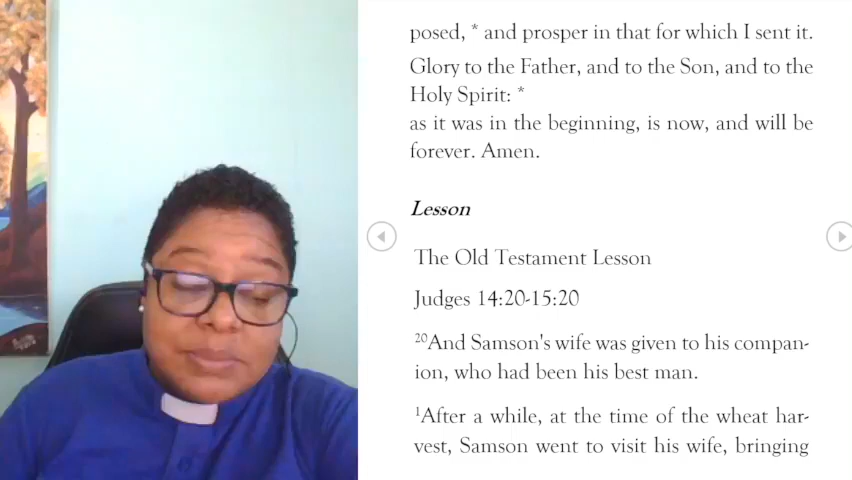 posed, * and prosper in that for which I sent it.
Glory to the Father, and to the Son, and to the
Holy Spirit: *
as it was in the beginning, is now, and will be
forever. Amen.
Lesson
The Old Testament Lesson
Judges 14:20-15:20
20And Samson's wife was given to his compan-
ion, who had been his best man.
1After a while, at the time of the wheat har-
vest, Samson went to visit his wife, bringing